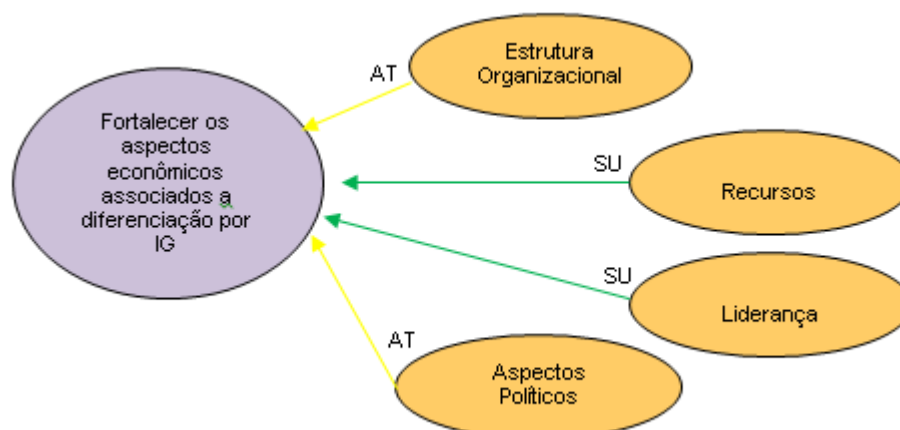 Estrutura
Organizacional
AT
Fortalecer os
aspectos
econômicos
associados a
diferenciação por
IG
SU
Recursos
SU
Liderança
AT
Aspectos
Políticos